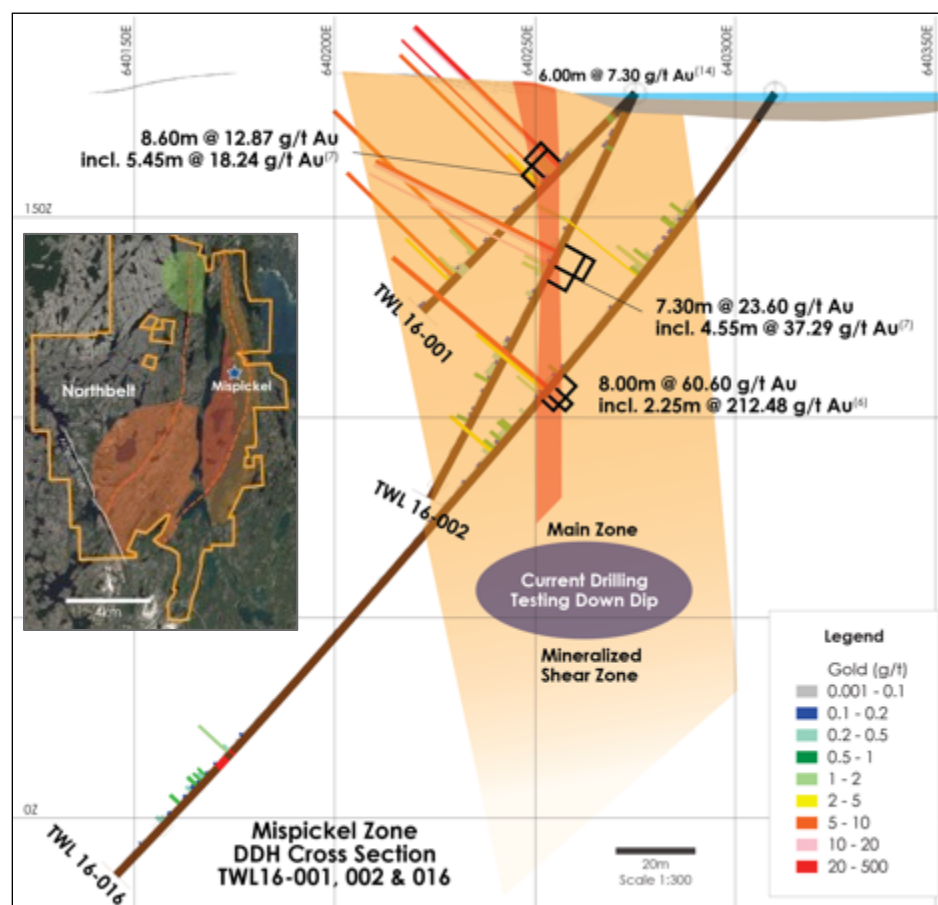 640150E
640200E
640250E
640300E
640350E
6.00m @ 7.30 g/t Au(14)
8.60m @ 12.87 g/t Au
incl. 5.45m @ 18.24 g/t Au(7)
150Z
TWL 16-001
7.30m @ 23.60 g/t Au
incl. 4.55m @ 37.29 g/t Au(7)
Northbelt
Mispickel
8.00m @ 60.60 g/t Au
incl. 2.25m @ 212.48 g/t Au(6)
TWL 16-002
Main Zone
Current Drilling
Testing Down Dip
Mineralized
Shear Zone
Legend
Gold (g/t)
0.001 - 0.1
0.1 - 0.2
0.2 - 0.5
0.5 - 1
1 - 2
2 - 5
5 - 10
10 - 20
20 - 500
0Z
TWL 16-016
Mispickel Zone
DDH Cross Section
TWL16-001, 002 & 016
20m
Scale 1:300